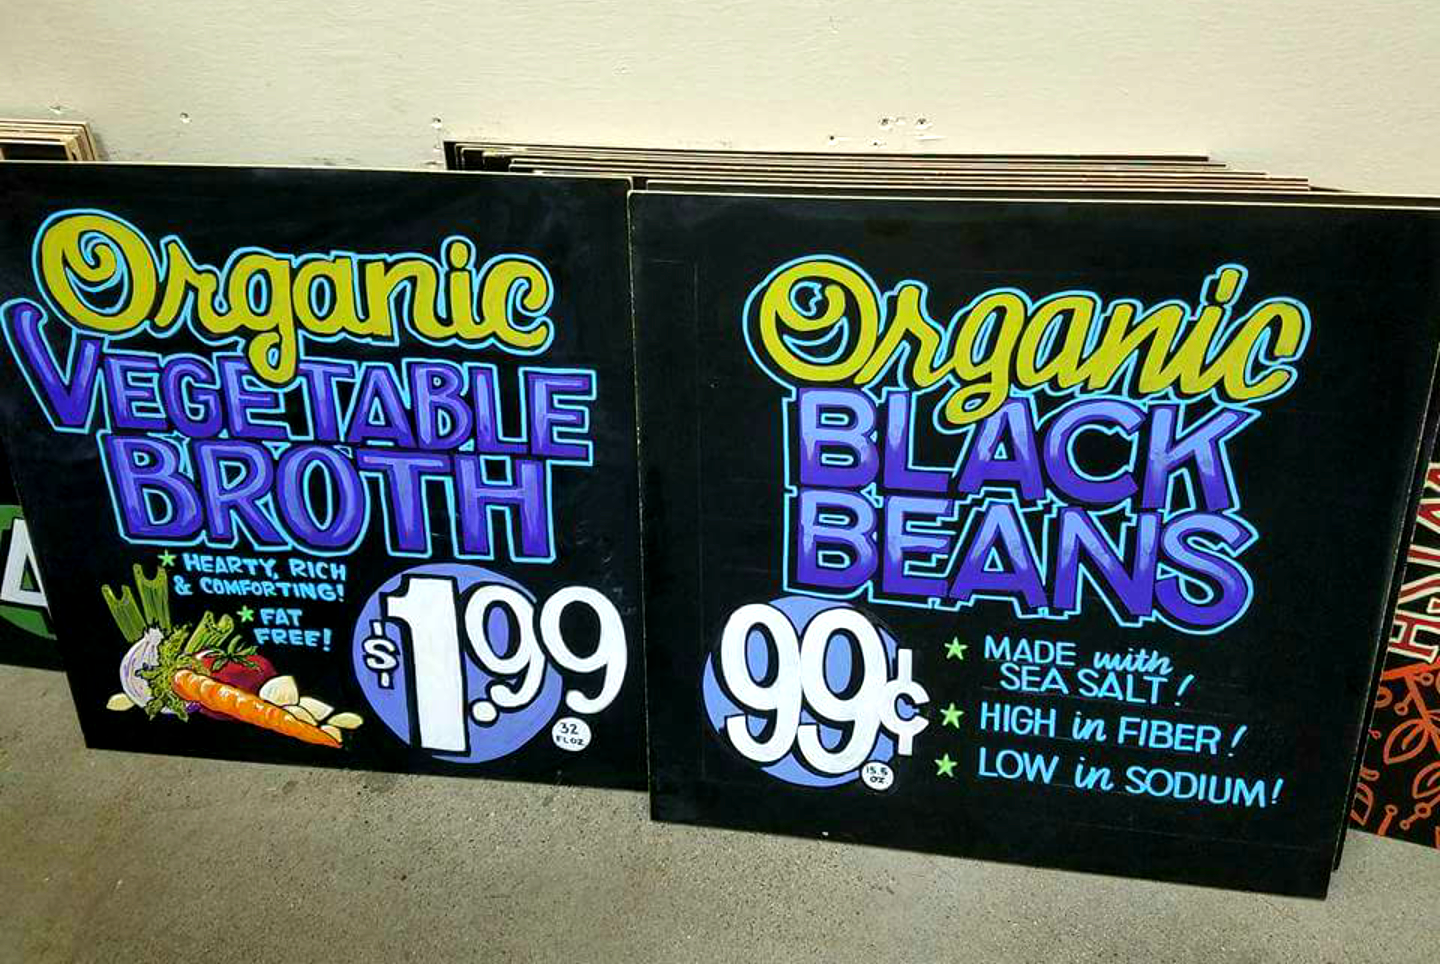 Organic
VEGETABLE
BROTH
★ HEARTY, RICH
& COMFORTING!
★ FAT
FREE!
$1.99
32
FL OZ
Organic
BLACK
BEANS
99¢
15.5
OZ
★ MADE with
SEA SALT!
★ HIGH in FIBER!
★ LOW in SODIUM!